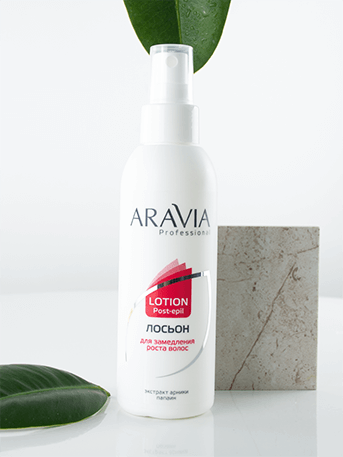 ARAVIA
Professional
LOTION
Post-epil
ЛОСЬОН
для замедления
роста волос
экстракт арники
папаин